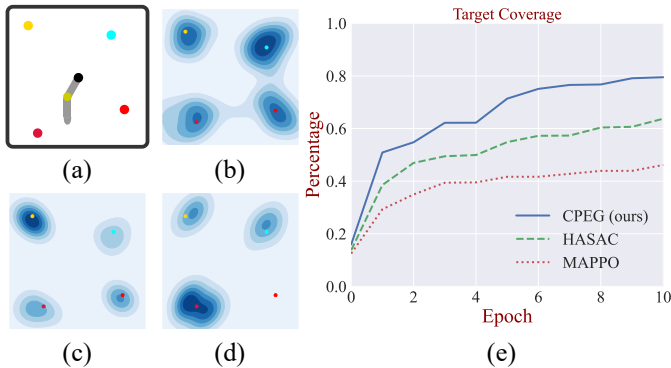 (a)
(b)
(c)
(d)
Target Coverage
Percentage
1.0
0.8
0.6
0.4
0.2
0.0
CPEG (ours)
HASAC
MAPPO
0 2 4 6 8 10
Epoch
(e)